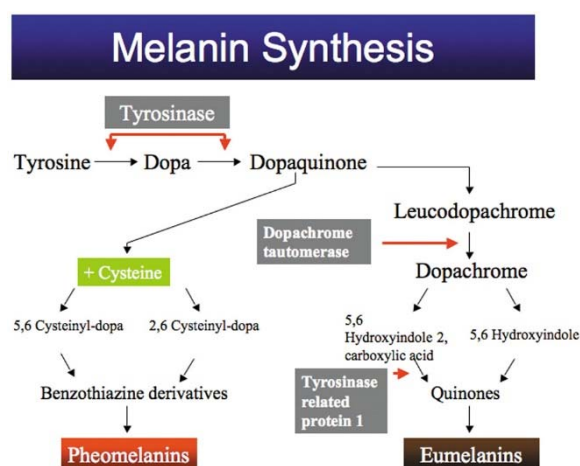 Melanin Synthesis
Tyrosinase
Tyrosine Dopa Dopaquinone
Leucodopachrome
Dopachrome
tautomerase
+ Cysteine
Dopachrome
5,6 Cysteinyl-dopa 2,6 Cysteinyl-dopa
5,6
Hydroxyindole 2,
carboxylic acid
5,6 Hydroxyindole
Benzothiazine derivatives
Tyrosinase
related
protein 1
Quinones
Pheomelanins
Eumelanins